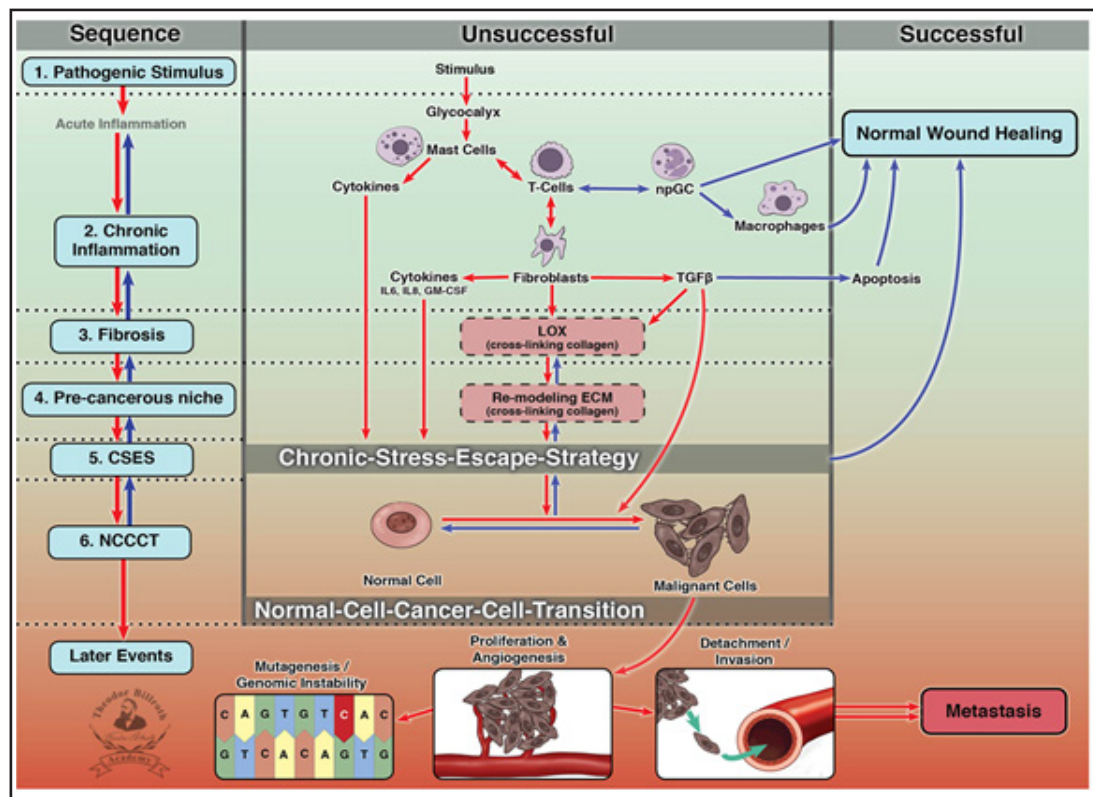 Sequence
Unsuccessful
Successful
1. Pathogenic Stimulus
Acute Inflammation
2. Chronic
Inflammation
3. Fibrosis
4. Pre-cancerous niche
5. CSES
6. NCCCT
Later Events
Stimulus
Glycocalyx
Mast Cells
Cytokines
T-Cells
npGC
Macrophages
Normal Wound Healing
Cytokines
IL6, IL8, GM-CSF
Fibroblasts
TGFβ
Apoptosis
LOX
(cross-linking collagen)
Re-modeling ECM
(cross-linking collagen)
Chronic-Stress-Escape-Strategy
Normal Cell
Malignant Cells
Normal-Cell-Cancer-Cell-Transition
Mutagenesis /
Genomic Instability
C A G T G T C A C
G T C A C A G T G
Proliferation &
Angiogenesis
Detachment /
Invasion
Metastasis
Theodor Billroth
Academy